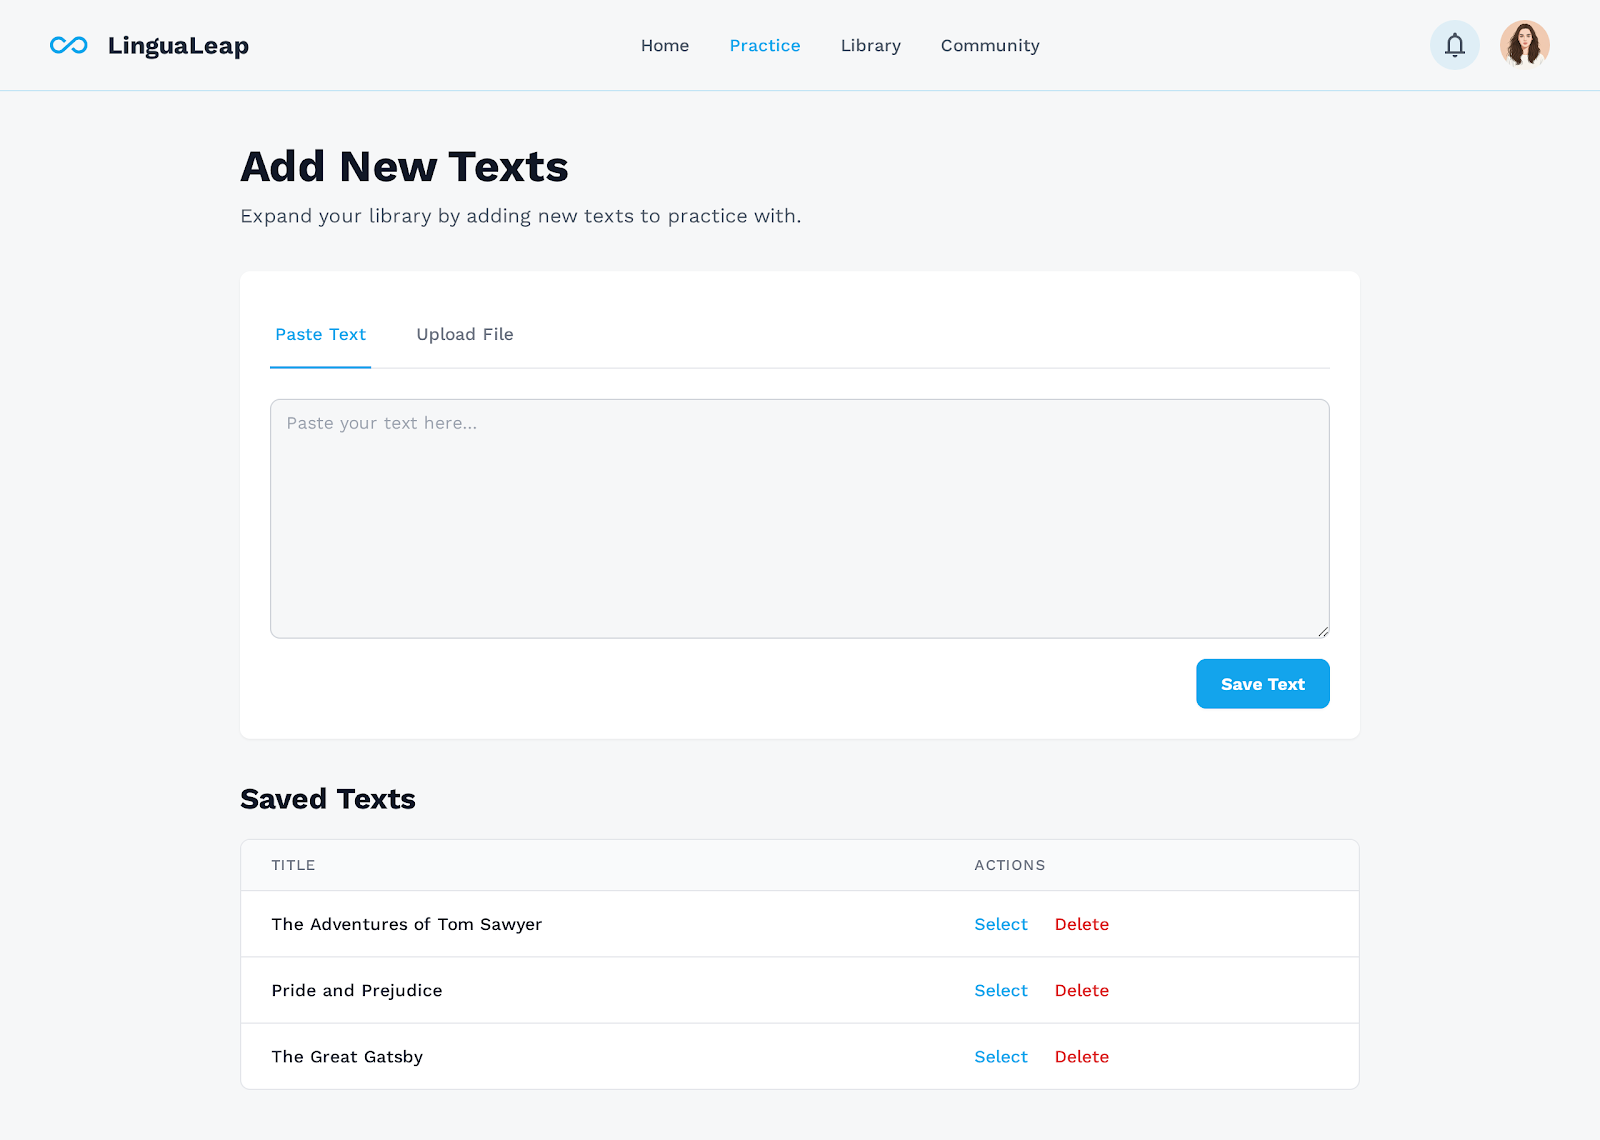 LinguaLeap
Home Practice Library Community
Add New Texts
Expand your library by adding new texts to practice with.
Paste Text Upload File
Paste your text here...
Save Text
Saved Texts
TITLE ACTIONS
The Adventures of Tom Sawyer Select Delete
Pride and Prejudice Select Delete
The Great Gatsby Select Delete